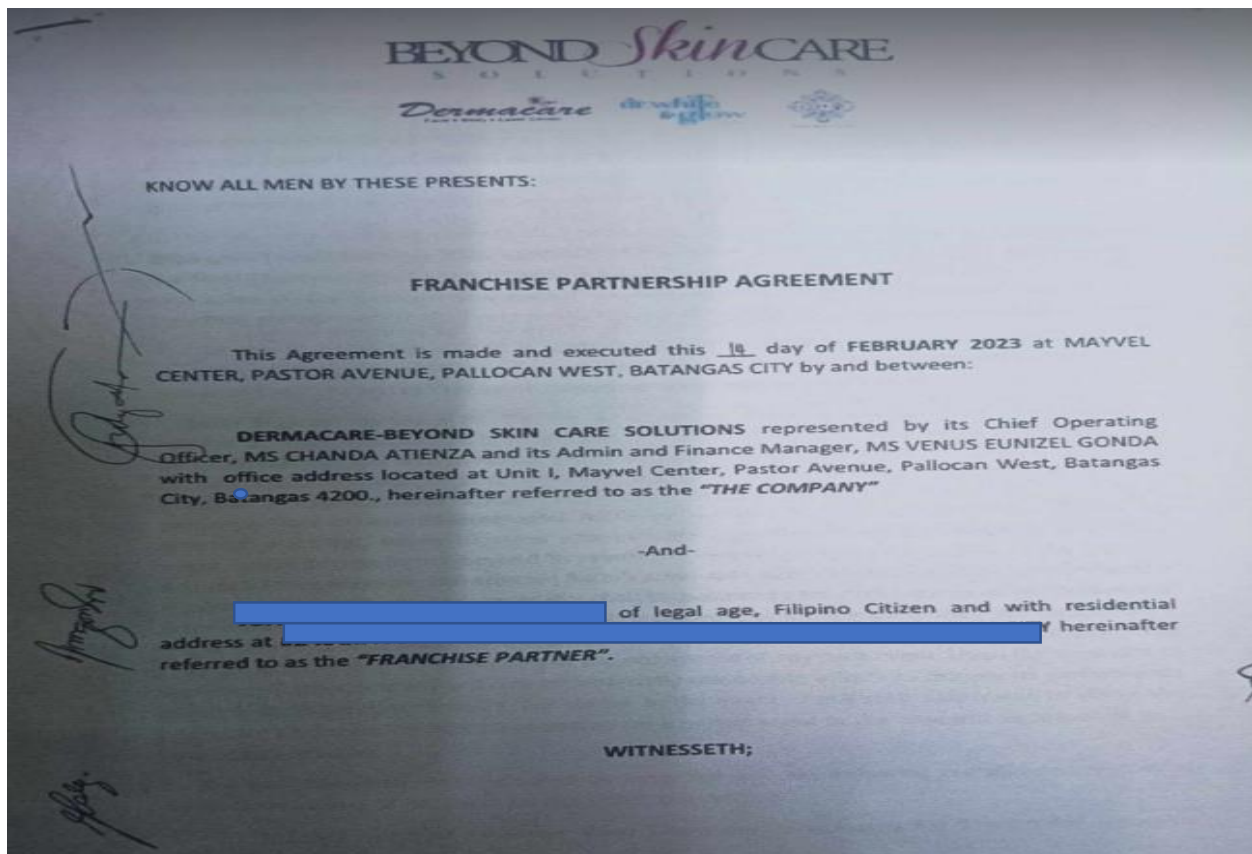 BEYOND SkinCARE
SOLUTIONS
Dermacare
dr white
& glow
KNOW ALL MEN BY THESE PRESENTS:
FRANCHISE PARTNERSHIP AGREEMENT
This Agreement is made and executed this day of FEBRUARY 2023 at MAYVEL
CENTER, PASTOR AVENUE, PALLOCAN WEST, BATANGAS CITY by and between:
DERMACARE-BEYOND SKIN CARE SOLUTIONS represented by its Chief Operating
Officer, MS CHANDA ATIENZA and its Admin and Finance Manager, MS VENUS EUNIZEL GONDA
with office address located at Unit I, Mayvel Center, Pastor Avenue, Pallocan West, Batangas
City, Batangas 4200., hereinafter referred to as the "THE COMPANY"
-And-
of legal age, Filipino Citizen and with residential
address at hereinafter
referred to as the "FRANCHISE PARTNER".
WITNESSETH;